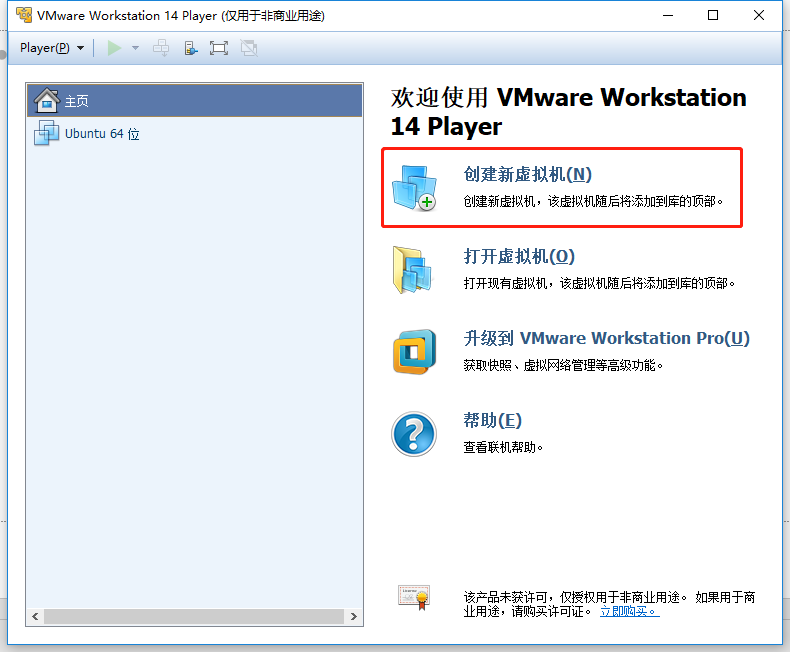 VMware Workstation 14 Player (仅用于非商业用途)
Player(P)
主页
Ubuntu 64 位
欢迎使用 VMware Workstation
14 Player
创建新虚拟机(N)
创建新虚拟机，该虚拟机随后将添加到库的顶部。
打开虚拟机(O)
打开现有虚拟机，该虚拟机随后将添加到库的顶部。
升级到 VMware Workstation Pro(U)
获取快照、虚拟网络管理等高级功能。
帮助(E)
查看联机帮助。
该产品未获许可，仅授权用于非商业用途。 如果用于商
业用途，请购买许可证。 立即购买。